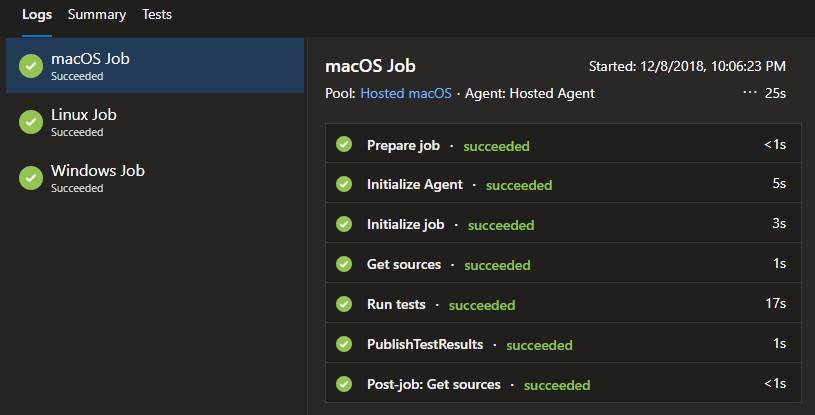 Logs Summary Tests
macOS Job
Succeeded
Linux Job
Succeeded
Windows Job
Succeeded
macOS Job Started: 12/8/2018, 10:06:23 PM
Pool: Hosted macOS · Agent: Hosted Agent ··· 25s
Prepare job · succeeded <1s
Initialize Agent · succeeded 5s
Initialize job · succeeded 3s
Get sources · succeeded 1s
Run tests · succeeded 17s
PublishTestResults · succeeded 1s
Post-job: Get sources · succeeded <1s